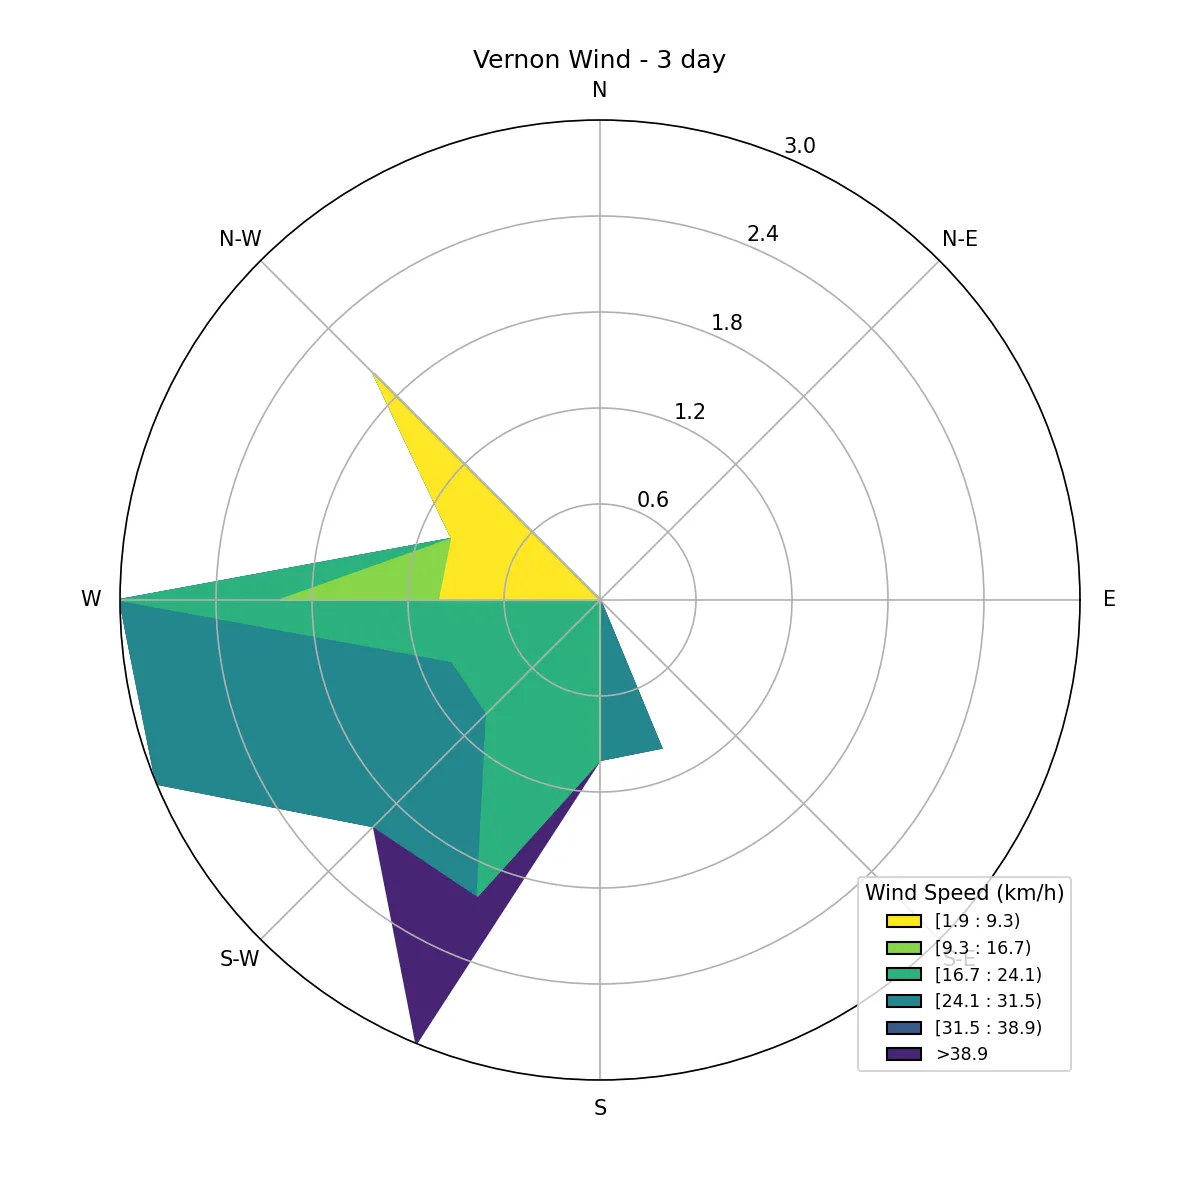 Vernon Wind - 3 day
N
3.0
N-W
2.4
N-E
1.8
1.2
0.6
W
E
S-W
S-E
S
Wind Speed (km/h)
[1.9 : 9.3)
[9.3 : 16.7)
[16.7 : 24.1)
[24.1 : 31.5)
[31.5 : 38.9)
>38.9